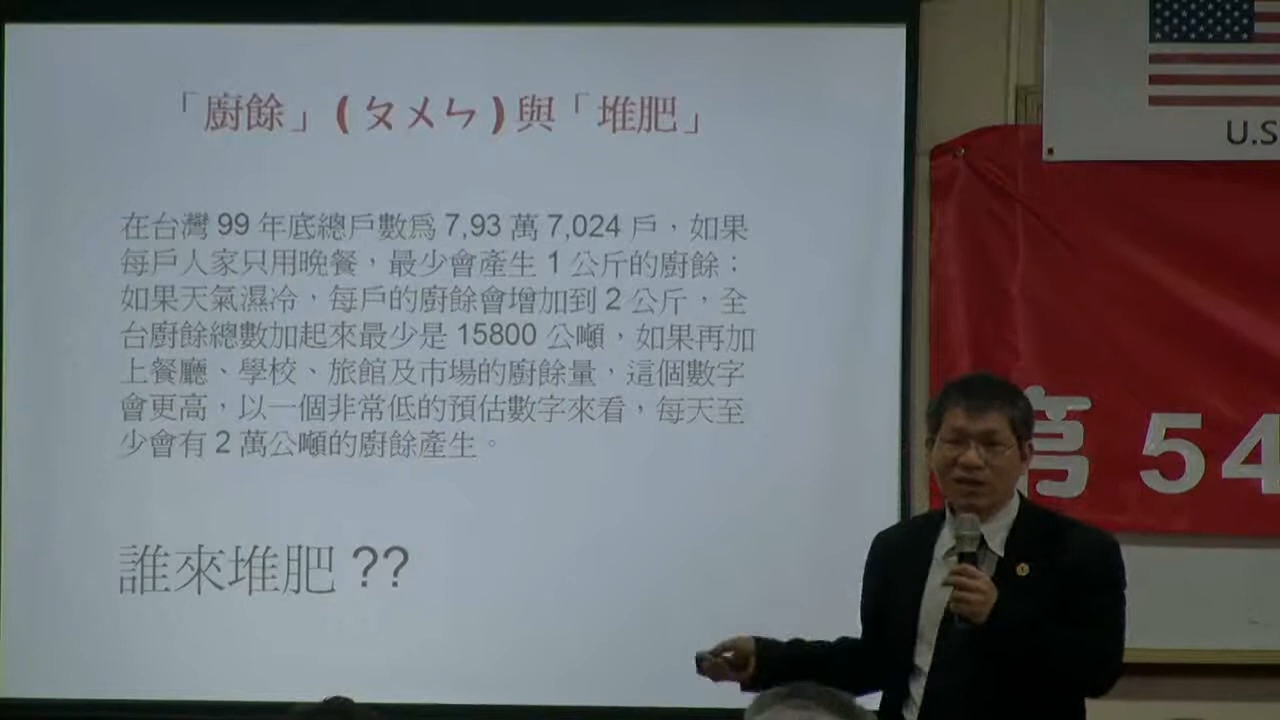 「廚餘」(ㄆㄨㄣ)與「堆肥」
在台灣 99 年底總戶數為 7,93 萬 7,024 戶，如果
每戶人家只用晚餐，最少會產生 1 公斤的廚餘；
如果天氣濕冷，每戶的廚餘會增加到 2 公斤，全
台廚餘總數加起來最少是 15800 公噸，如果再加
上餐廳、學校、旅館及市場的廚餘量，這個數字
會更高，以一個非常低的預估數字來看，每天至
少會有 2 萬公噸的廚餘產生。
誰來堆肥 ??
U.S
第 54